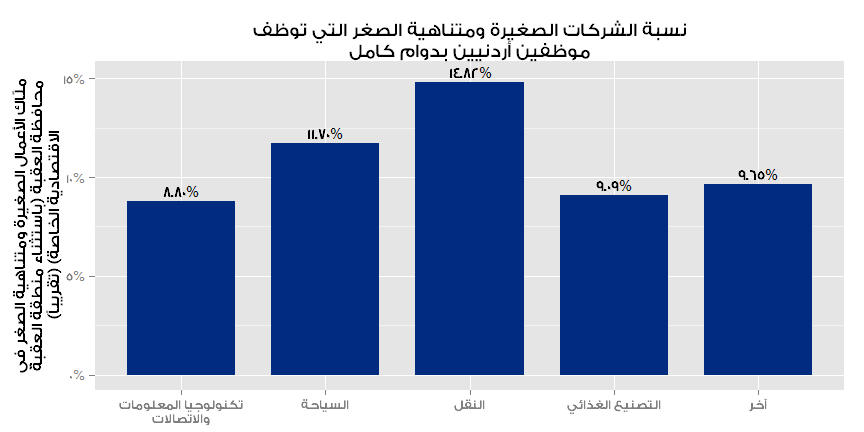 نسبة الشركات الصغيرة ومتناهية الصغر التي توظف
موظفين أردنيين بدوام كامل
ملّاك الأعمال الصغيرة ومتناهية الصغر في
محافظة العقبة (باستثناء منطقة العقبة
الاقتصادية الخاصة) (تقريباً)
١٥%
١٠%
٥%
٠%
٨.٨٠%
١١.٧٠%
١٤.٨٢%
٩.٠٩%
٩.٦٥%
تكنولوجيا المعلومات
والاتصالات
السياحة
النقل
التصنيع الغذائي
آخر